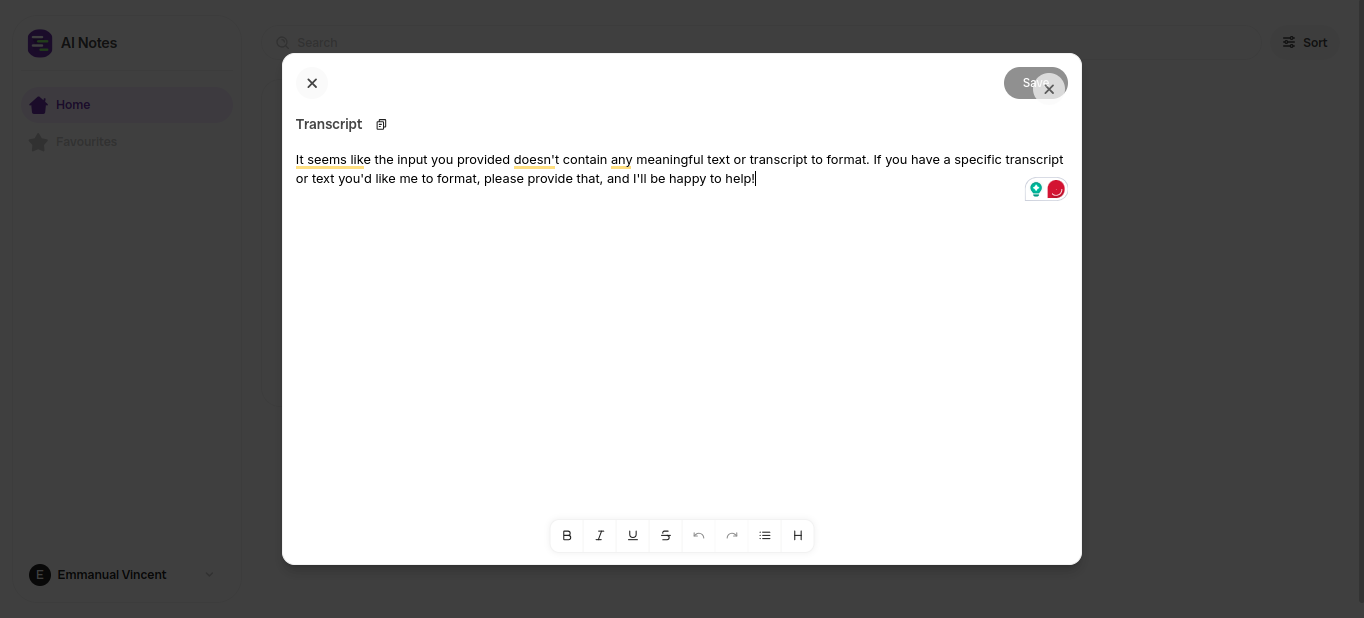 AI Notes
Search
Sort
Home
Favourites
Save
Transcript
It seems like the input you provided doesn't contain any meaningful text or transcript to format. If you have a specific transcript
or text you'd like me to format, please provide that, and I'll be happy to help!
B I U S H
E Emmanual Vincent